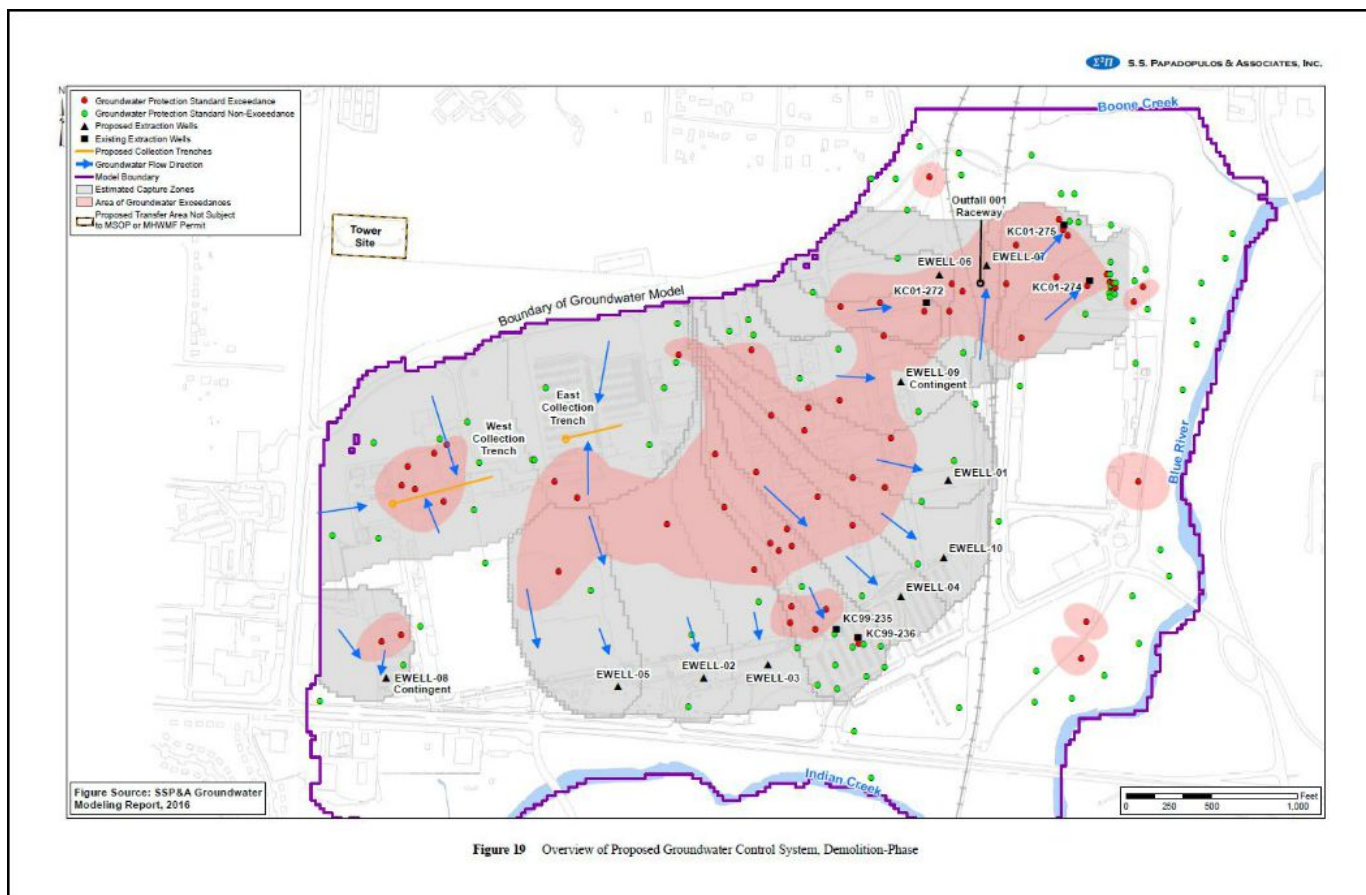 Σ²Π S.S. PAPADOPULOS & ASSOCIATES, INC.
N
Groundwater Protection Standard Exceedance
Groundwater Protection Standard Non-Exceedance
Proposed Extraction Wells
Existing Extraction Wells
Proposed Collection Trenches
Groundwater Flow Direction
Model Boundary
Estimated Capture Zones
Area of Groundwater Exceedances
Proposed Transfer Area Not Subject
to MSOP or MHWMF Permit
Boone Creek
Tower
Site
Outfall 001
Raceway
KC01-275
EWELL-06
EWELL-07
KC01-272
KC01-274
Boundary of Groundwater Model
EWELL-09
Contingent
East
Collection
Trench
West
Collection
Trench
EWELL-01
Blue River
EWELL-10
EWELL-04
KC99-235
KC99-236
EWELL-08
Contingent
EWELL-05
EWELL-02
EWELL-03
Indian Creek
Figure Source: SSP&A Groundwater
Modeling Report, 2016
Feet
0 250 500 1,000
Figure 19 Overview of Proposed Groundwater Control System, Demolition-Phase